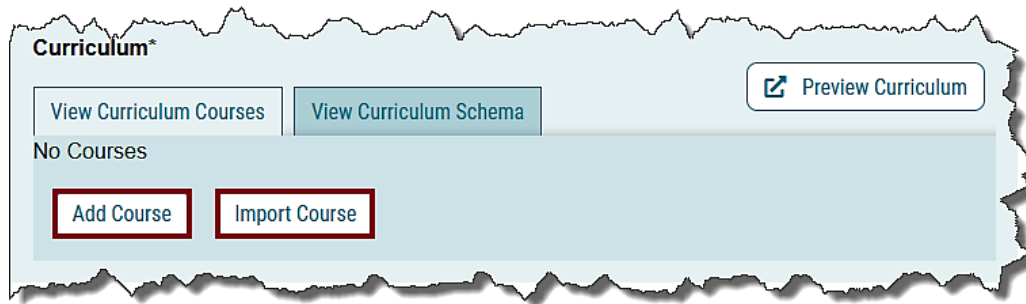 Curriculum*
Preview Curriculum
View Curriculum Courses
View Curriculum Schema
No Courses
Add Course
Import Course